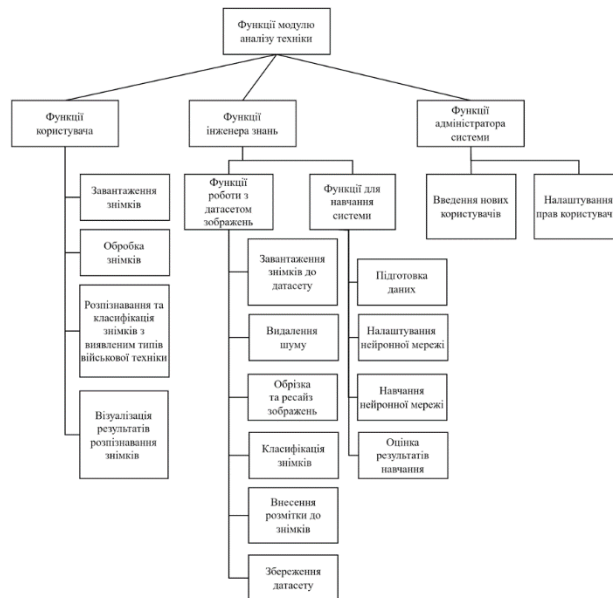 Функції модулю
аналізу техніки
Функції
користувача
Функції
інженера знань
Функції
адміністратора
системи
Завантаження
знімків
Обробка
знімків
Розпізнавання та
класифікація
знімків з
виявленим типів
військової техніки
Візуалізація
результатів
розпізнавання
знімків
Функції
роботи з
датасетом
зображень
Завантаження
знімків до
датасету
Видалення
шуму
Обрізка
та ресайз
зображень
Класифікація
знімків
Внесення
розмітки до
знімків
Збереження
датасету
Функції для
навчання
системи
Підготовка
даних
Налаштування
нейронної мережі
Навчання
нейронної мережі
Оцінка
результатів
навчання
Введення нових
користувачів
Налаштування
прав користувач